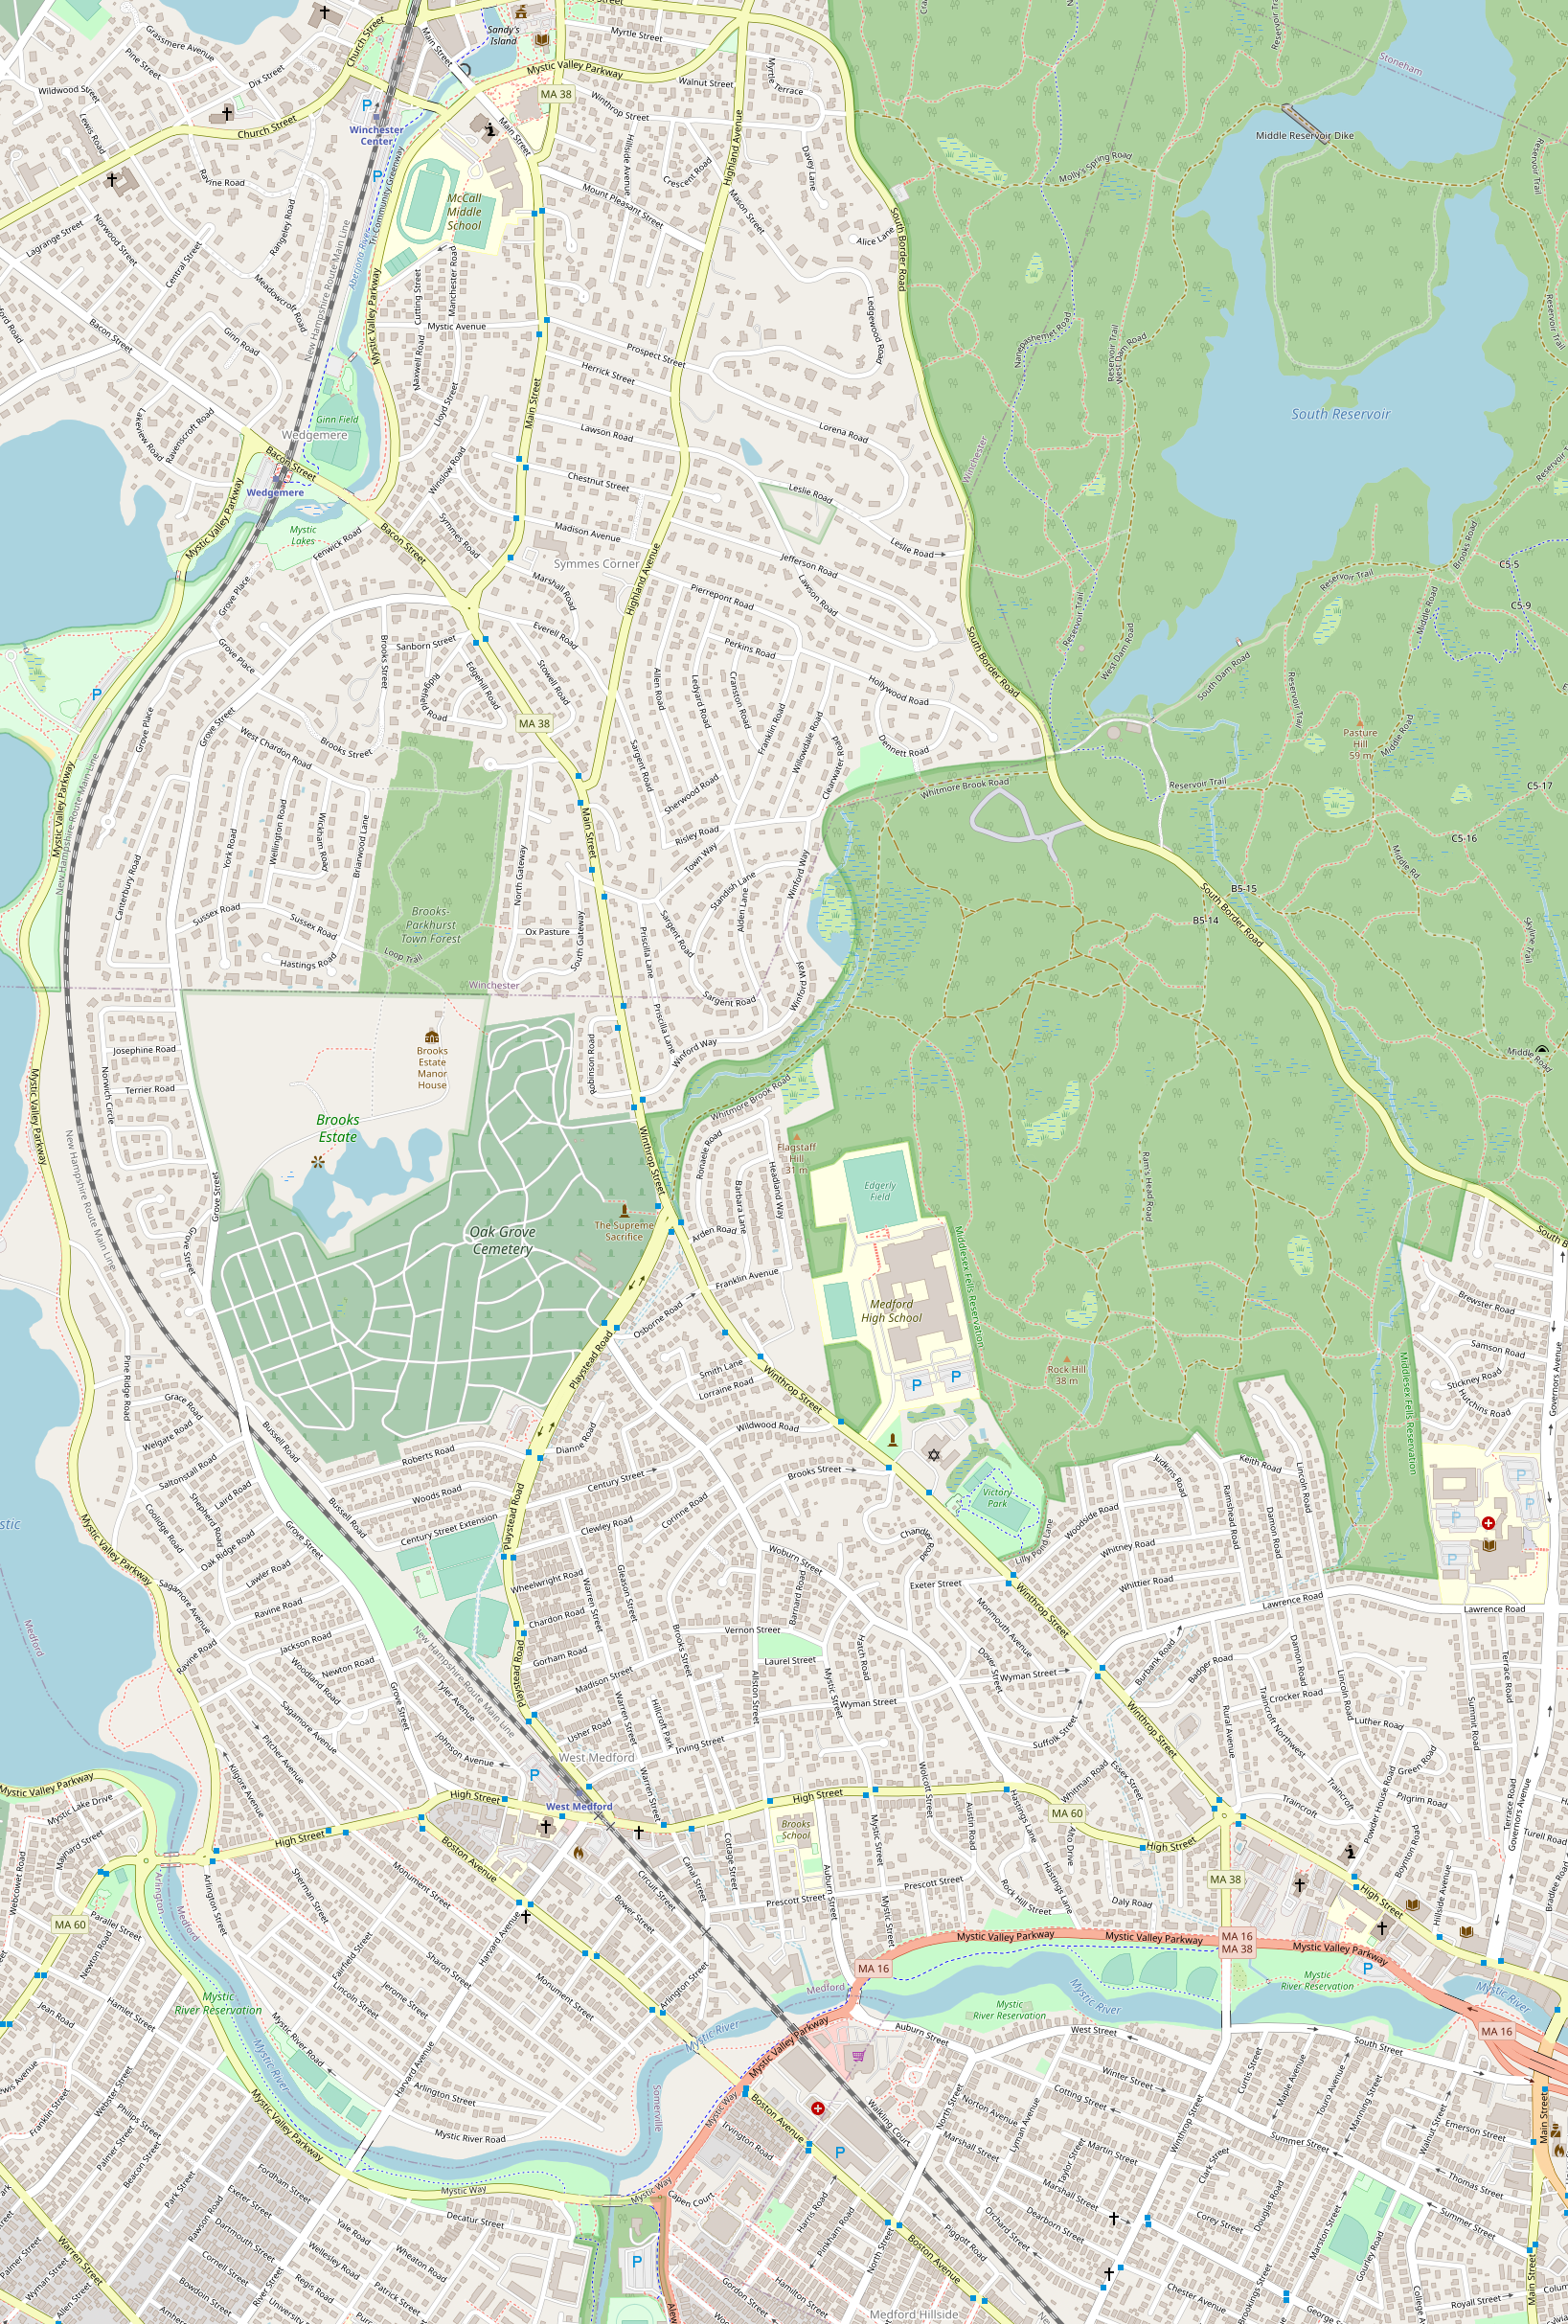 Grassmere Avenue
Pine Street
Church Street
Main Street
Sandy's
Island
Myrtle Street
Mystic Valley Parkway
Walnut Street
Myrtle Terrace
Stoneham
Wildwood Street
Dix Street
MA 38
Winthrop Street
Lewis Road
Church Street
Winchester
Center
Main Street
Hillside Avenue
Crescent Road
Highland Avenue
Davey Lane
Molly's Spring Road
Middle Reservoir Dike
Reservoir Trail
Ravine Road
McCall
Middle
School
Mount Pleasant Street
Mason Street
Alice Lane
South Border Road
Lagrange Street
Norwood Street
Central Street
Rangeley Road
Tri-Community Greenway
Aberjona River
Meadowcroft Road
New Hampshire Route Main Line
Mystic Valley Parkway
Cutting Street
Manchester Road
Mystic Avenue
Maxwell Road
Ledgewood Road
Nanepashemet Road
Reservoir Trail
West Dam Road
Bacon Street
Ginn Road
Prospect Street
Herrick Street
Lloyd Street
Main Street
South Reservoir
Lakeview Road
Ravenscroft Road
Ginn Field
Wedgemere
Bacon Street
Wedgemere
Lawson Road
Lorena Road
Winchester
Winslow Road
Chestnut Street
Leslie Road
Mystic Valley Parkway
Mystic
Lakes
Fenwick Road
Bacon Street
Symmes Road
Madison Avenue
Symmes Corner
Leslie Road
Jefferson Road
Lawson Road
Brooks Road
Reservoir Trail
C5-5
C5-9
Grove Place
Marshall Road
Highland Avenue
Pierrepont Road
Everell Road
Perkins Road
South Border Road
Reservoir Trail
West Dam Road
South Dam Road
Middle Road
Grove Place
Brooks Street
Sanborn Street
Ridgefield Road
Edgehill Road
Stowell Road
Allen Road
Ledyard Road
Cranston Road
Franklin Road
Willowdale Road
Hollywood Road
Dennett Road
Clearwater Road
Grove Place
Grove Street
West Chardon Road
Brooks Street
MA 38
Sargent Road
Sherwood Road
Whitmore Brook Road
Reservoir Trail
Reservoir Trail
Pasture
Hill
59 m
Middle Road
C5-17
Mystic Valley Parkway
New Hampshire Route Main Line
York Road
Wellington Road
Wickham Road
Briarwood Lane
Main Street
Risley Road
Town Way
C5-16
Middle Rd
Canterbury Road
North Gateway
Standish Lane
Alden Lane
Winford Way
B5-15
B5-14
South Border Road
Skyline Trail
Sussex Road
Sussex Road
Hastings Road
Brooks-
Parkhurst
Town Forest
Loop Trail
Ox Pasture
South Gateway
Priscilla Lane
Sargent Road
Winford Way
Winchester
Sargent Road
Josephine Road
Terrier Road
Norwich Circle
Brooks
Estate
Manor
House
Robinson Road
Priscilla Lane
Winford Way
Middle Road
Mystic Valley Parkway
New Hampshire Route Main Line
Brooks
Estate
Winthrop Street
Whitmore Brook Road
Flagstaff
Hill
31 m
Ronaele Road
Barbara Lane
Headland Way
Edgerly
Field
Ram's Head Road
Grove Street
Grove Street
The Supreme
Sacrifice
Oak Grove
Cemetery
Arden Road
Franklin Avenue
Osborne Road
Medford
High School
Middlesex Fells Reservation
Brewster Road
Samson Road
Stickney Road
Hutchins Road
Governors Avenue
Middlesex Fells Reservation
Rock Hill
38 m
Playstead Road
Smith Lane
Lorraine Road
Winthrop Street
Wildwood Road
Pine Ridge Road
Grace Road
Welgate Road
Saltonstall Road
Bussell Road
Roberts Road
Dianne Road
Woods Road
Century Street
Brooks Street
Corinne Road
Victory
Park
Judkins Road
Keith Road
Lincoln Road
Shepherd Road
Laird Road
Coolidge Road
Oak Ridge Road
Grove Street
Bussell Road
Century Street Extension
Playstead Road
Clewley Road
Chandler Road
Lilly Pond Lane
Woodside Road
Whitney Road
Ramshead Road
Damon Road
Mystic Valley Parkway
Lawler Road
Ravine Road
Sagamore Avenue
Wheelwright Road
Warren Street
Gleason Street
Woburn Street
Barnard Road
Exeter Street
Whittier Road
Lawrence Road
Lawrence Road
Chardon Road
Gorham Road
Madison Street
Vernon Street
Laurel Street
Hatch Road
Monmouth Avenue
Winthrop Street
Dover Street
Wyman Street
Burbank Road
Badger Road
Damon Road
Terrace Road
Medford
Ravine Road
Jackson Road
Newton Road
Woodland Road
New Hampshire Route Main Line
Playstead Road
Brooks Street
Allston Street
Mystic Street
Wyman Street
Crocker Road
Lincoln Road
Summit Road
Sagamore Avenue
Grove Street
Tyler Avenue
Johnson Avenue
Warren Street
Hillcroft Park
Usher Road
Irving Street
Suffolk Street
Winthrop Street
Rural Avenue
Traincroft Northwest
Luther Road
Green Road
Pitcher Avenue
Kilgore Avenue
West Medford
Warren Street
Wolcott Street
Whitman Road
Essex Street
Traincroft
Pilgrim Road
Powder House Road
Mystic Valley Parkway
Mystic Lake Drive
Maynard Street
High Street
High Street
West Medford
High Street
Brooks
School
Hastings Lane
MA 60
High Street
Traincroft
Terrace Road
Governors Avenue
Turell Road
Webcowet Road
Boston Avenue
Monument Street
Canal Street
Cottage Street
Auburn Street
Mystic Street
Austin Road
Alto Drive
Boynton Road
Arlington Street
Sherman Street
Circuit Street
Bower Street
Prescott Street
Prescott Street
Rock Hill Street
Hastings Lane
Daly Road
MA 38
High Street
Hillside Avenue
Bradlee Road
MA 60
Parallel Street
Newton Road
Arlington
Medford
Fairfield Street
Harvard Avenue
Mystic Street
Mystic Valley Parkway
Mystic Valley Parkway
MA 16
MA 38
Mystic Valley Parkway
Sharon Street
Jerome Street
Lincoln Street
Monument Street
Arlington Street
MA 16
Medford
Mystic
River Reservation
Jean Road
Hamlet Street
Mystic River
Mystic River Road
Mystic River
Mystic Valley Parkway
Mystic
River Reservation
Mystic River
Mystic
River Reservation
Mystic River
MA 16
Auburn Street
West Street
South Street
Lewis Avenue
Franklin Street
Webster Street
Philips Street
Palmer Street
Beacon Street
Mystic Valley Parkway
Harvard Avenue
Arlington Street
Mystic River Road
Somerville
Mystic Way
Boston Avenue
Irvington Road
Walkling Court
North Street
Norton Avenue
Winter Street
Cotting Street
Lyman Avenue
Curtis Street
Maple Avenue
Touro Avenue
Manning Street
Walnut Street
Main Street
Emerson Street
Marshall Street
Martin Street
Taylor Street
Winthrop Street
Summer Street
Thomas Street
Park Street
Fordham Street
Exeter Street
Rawson Road
Dartmouth Street
Mystic Way
Mystic Way
Capen Court
Decatur Street
Harris Road
Pinkham Road
North Street
Piggott Road
Marshall Street
Dearborn Street
Orchard Street
Clark Street
Corey Street
Douglas Road
Marston Street
Gourley Road
Summer Street
Warren Street
Palmer Street
Wyman Street
Allen Street
Cornell Street
Bowdoin Street
River Street
Yale Road
Wellesley Road
Regis Road
Wheaton Road
Patrick Street
Gordon Street
Hamilton Street
Boston Avenue
Medford Hillside
Chester Avenue
Brookings Street
Royall Street
Main Street